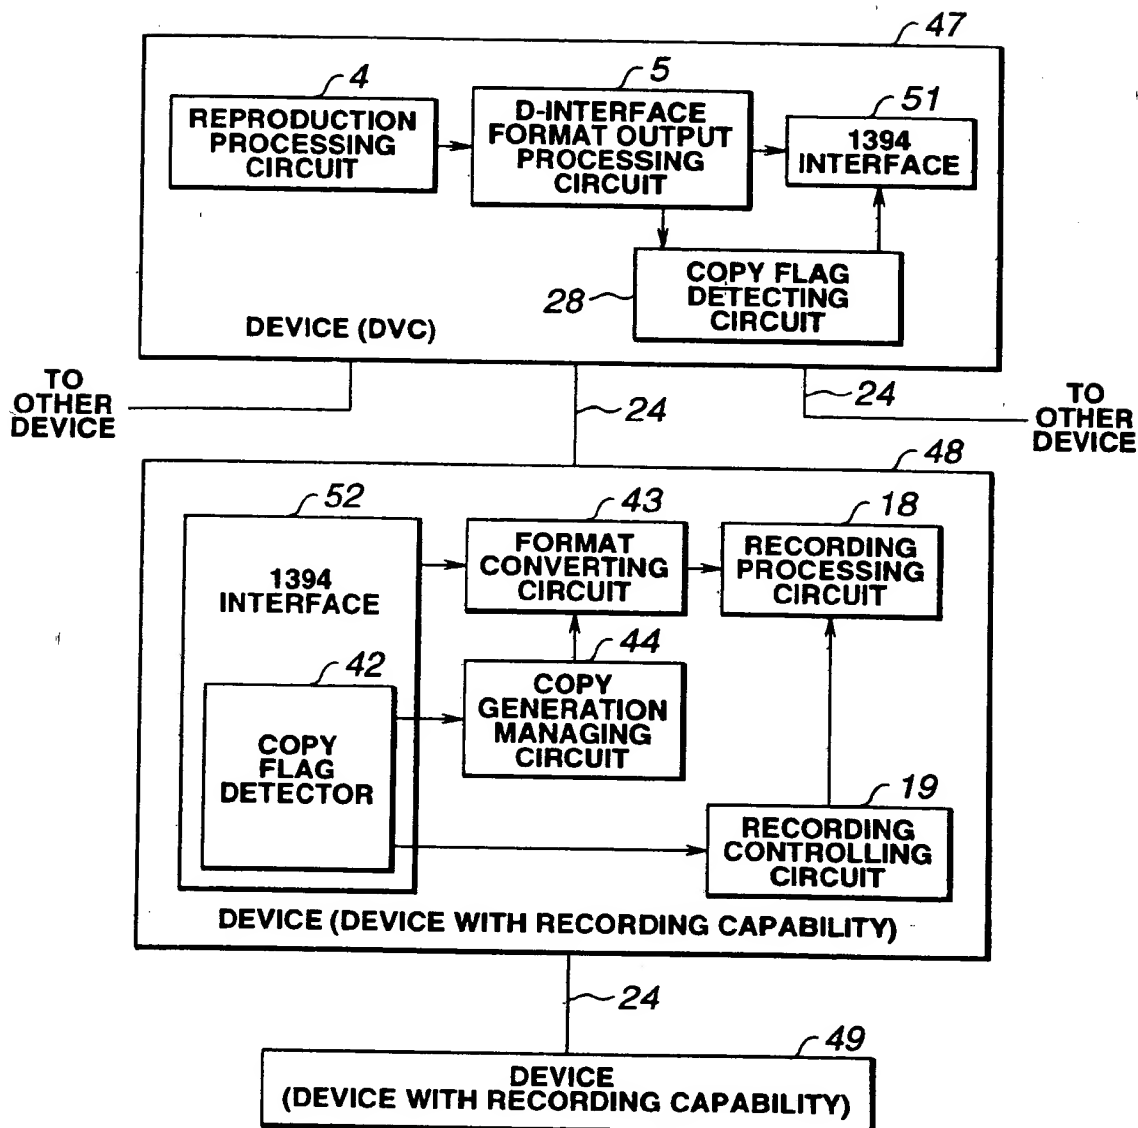 47
4
5
51
REPRODUCTION
PROCESSING
CIRCUIT
D-INTERFACE
FORMAT OUTPUT
PROCESSING
CIRCUIT
1394
INTERFACE
28
COPY FLAG
DETECTING
CIRCUIT
DEVICE (DVC)
TO
OTHER
DEVICE
24
24
TO
OTHER
DEVICE
48
52
43
18
1394
INTERFACE
FORMAT
CONVERTING
CIRCUIT
RECORDING
PROCESSING
CIRCUIT
42
44
COPY
FLAG
DETECTOR
COPY
GENERATION
MANAGING
CIRCUIT
19
RECORDING
CONTROLLING
CIRCUIT
DEVICE (DEVICE WITH RECORDING CAPABILITY)
24
49
DEVICE
(DEVICE WITH RECORDING CAPABILITY)